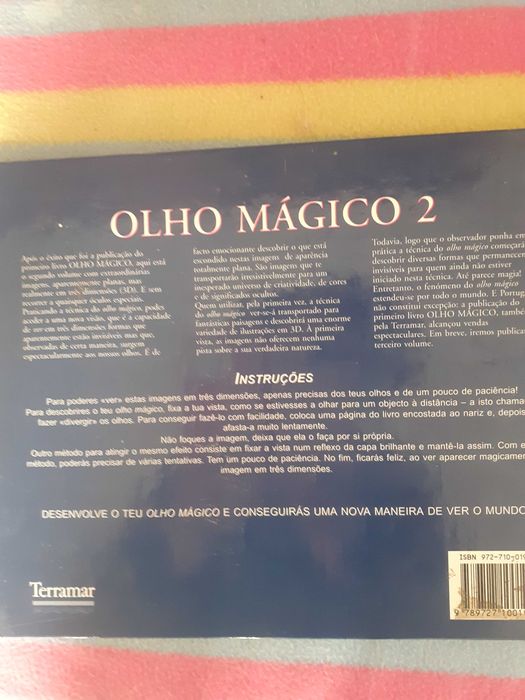 OLHO MÁGICO 2
Após o êxito que foi a publicação do
primeiro livro OLHO MÁGICO, aqui está
o segundo volume com extraordinárias
imagens, aparentemente planas, mas
realmente em três dimensões (3D). E sem
recorrer a quaisquer óculos especiais.
Praticando a técnica do olho mágico, podes
aceder a uma nova visão, que é a capacidade
de ver em três dimensões formas que
aparentemente estão invisíveis mas que,
observadas de certa maneira, surgem
espectacularmente aos nossos olhos. É de
facto emocionante descobrir o que está
escondido nestas imagens de aparência
totalmente plana. São imagens que te
transportarão irresistivelmente para um
inesperado universo de criatividade, de cores
e de significados ocultos.
Quem utilizar, pela primeira vez, a técnica
do olho mágico ver-se-á transportado para
fantásticas paisagens e descobrirá uma enorme
variedade de ilustrações em 3D. À primeira
vista, as imagens não oferecem nenhuma
pista sobre a sua verdadeira natureza.
Todavia, logo que o observador ponha em
prática a técnica do olho mágico começará
descobrir diversas formas que permanecem
invisíveis para quem ainda não estiver
iniciado nesta técnica. Até parece magia!
Entretanto, o fenómeno do olho mágico
estendeu-se por todo o mundo. E Portugal
não constitui excepção: a publicação do
primeiro livro OLHO MÁGICO, também
pela Terramar, alcançou vendas
espectaculares. Em breve, iremos publicar
terceiro volume.
INSTRUÇÕES
Para poderes «ver» estas imagens em três dimensões, apenas precisas dos teus olhos e de um pouco de paciência!
Para descobrires o teu olho mágico, fixa a tua vista, como se estivesses a olhar para um objecto à distância – a isto chama-
fazer «divergir» os olhos. Para conseguir fazê-lo com facilidade, coloca uma página do livro encostada ao nariz e, depois
afasta-a muito lentamente.
Não foques a imagem, deixa que ela o faça por si própria.
Outro método para atingir o mesmo efeito consiste em fixar a vista num reflexo da capa brilhante e mantê-la assim. Com e
método, poderás precisar de várias tentativas. Tem um pouco de paciência. No fim, ficarás feliz, ao ver aparecer magicamen
imagem em três dimensões.
DESENVOLVE O TEU OLHO MÁGICO E CONSEGUIRÁS UMA NOVA MANEIRA DE VER O MUNDO
Terramar
ISBN 972-710-019
9 789727 1001